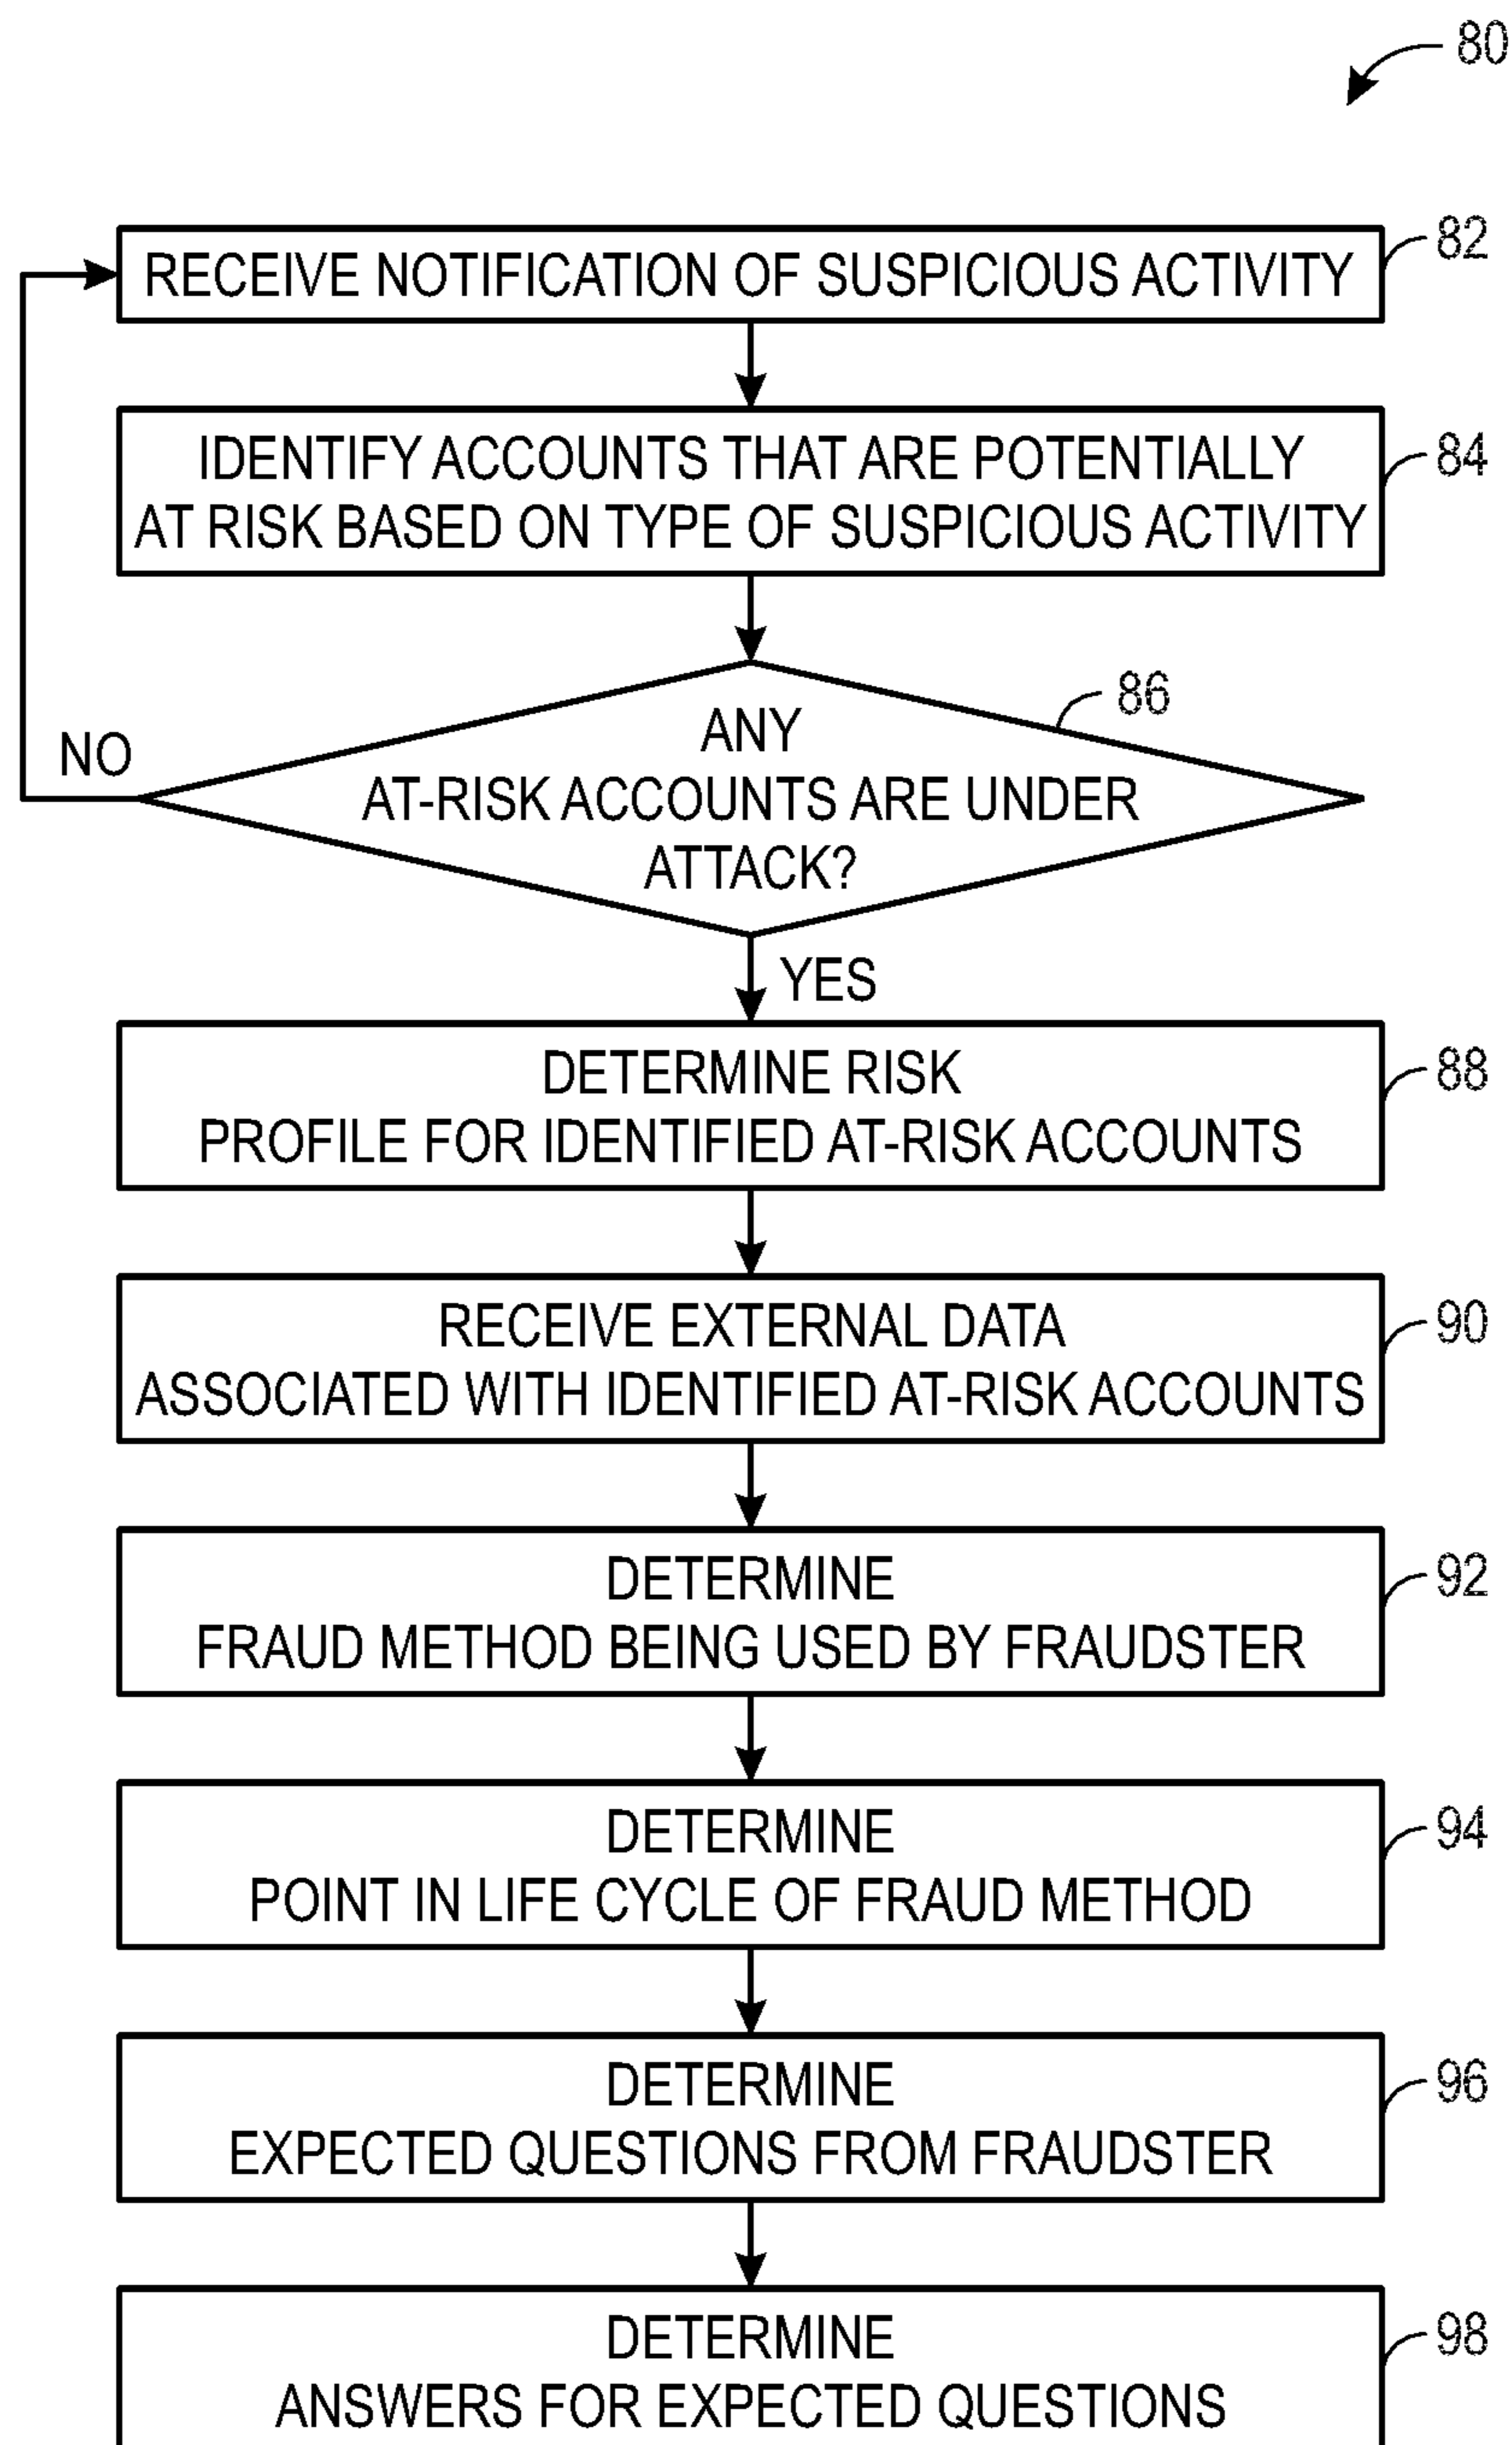 80
RECEIVE NOTIFICATION OF SUSPICIOUS ACTIVITY
82
IDENTIFY ACCOUNTS THAT ARE POTENTIALLY
AT RISK BASED ON TYPE OF SUSPICIOUS ACTIVITY
84
86
ANY
AT-RISK ACCOUNTS ARE UNDER
ATTACK?
NO
YES
DETERMINE RISK
PROFILE FOR IDENTIFIED AT-RISK ACCOUNTS
88
RECEIVE EXTERNAL DATA
ASSOCIATED WITH IDENTIFIED AT-RISK ACCOUNTS
90
DETERMINE
FRAUD METHOD BEING USED BY FRAUDSTER
92
DETERMINE
POINT IN LIFE CYCLE OF FRAUD METHOD
94
DETERMINE
EXPECTED QUESTIONS FROM FRAUDSTER
96
DETERMINE
ANSWERS FOR EXPECTED QUESTIONS
98